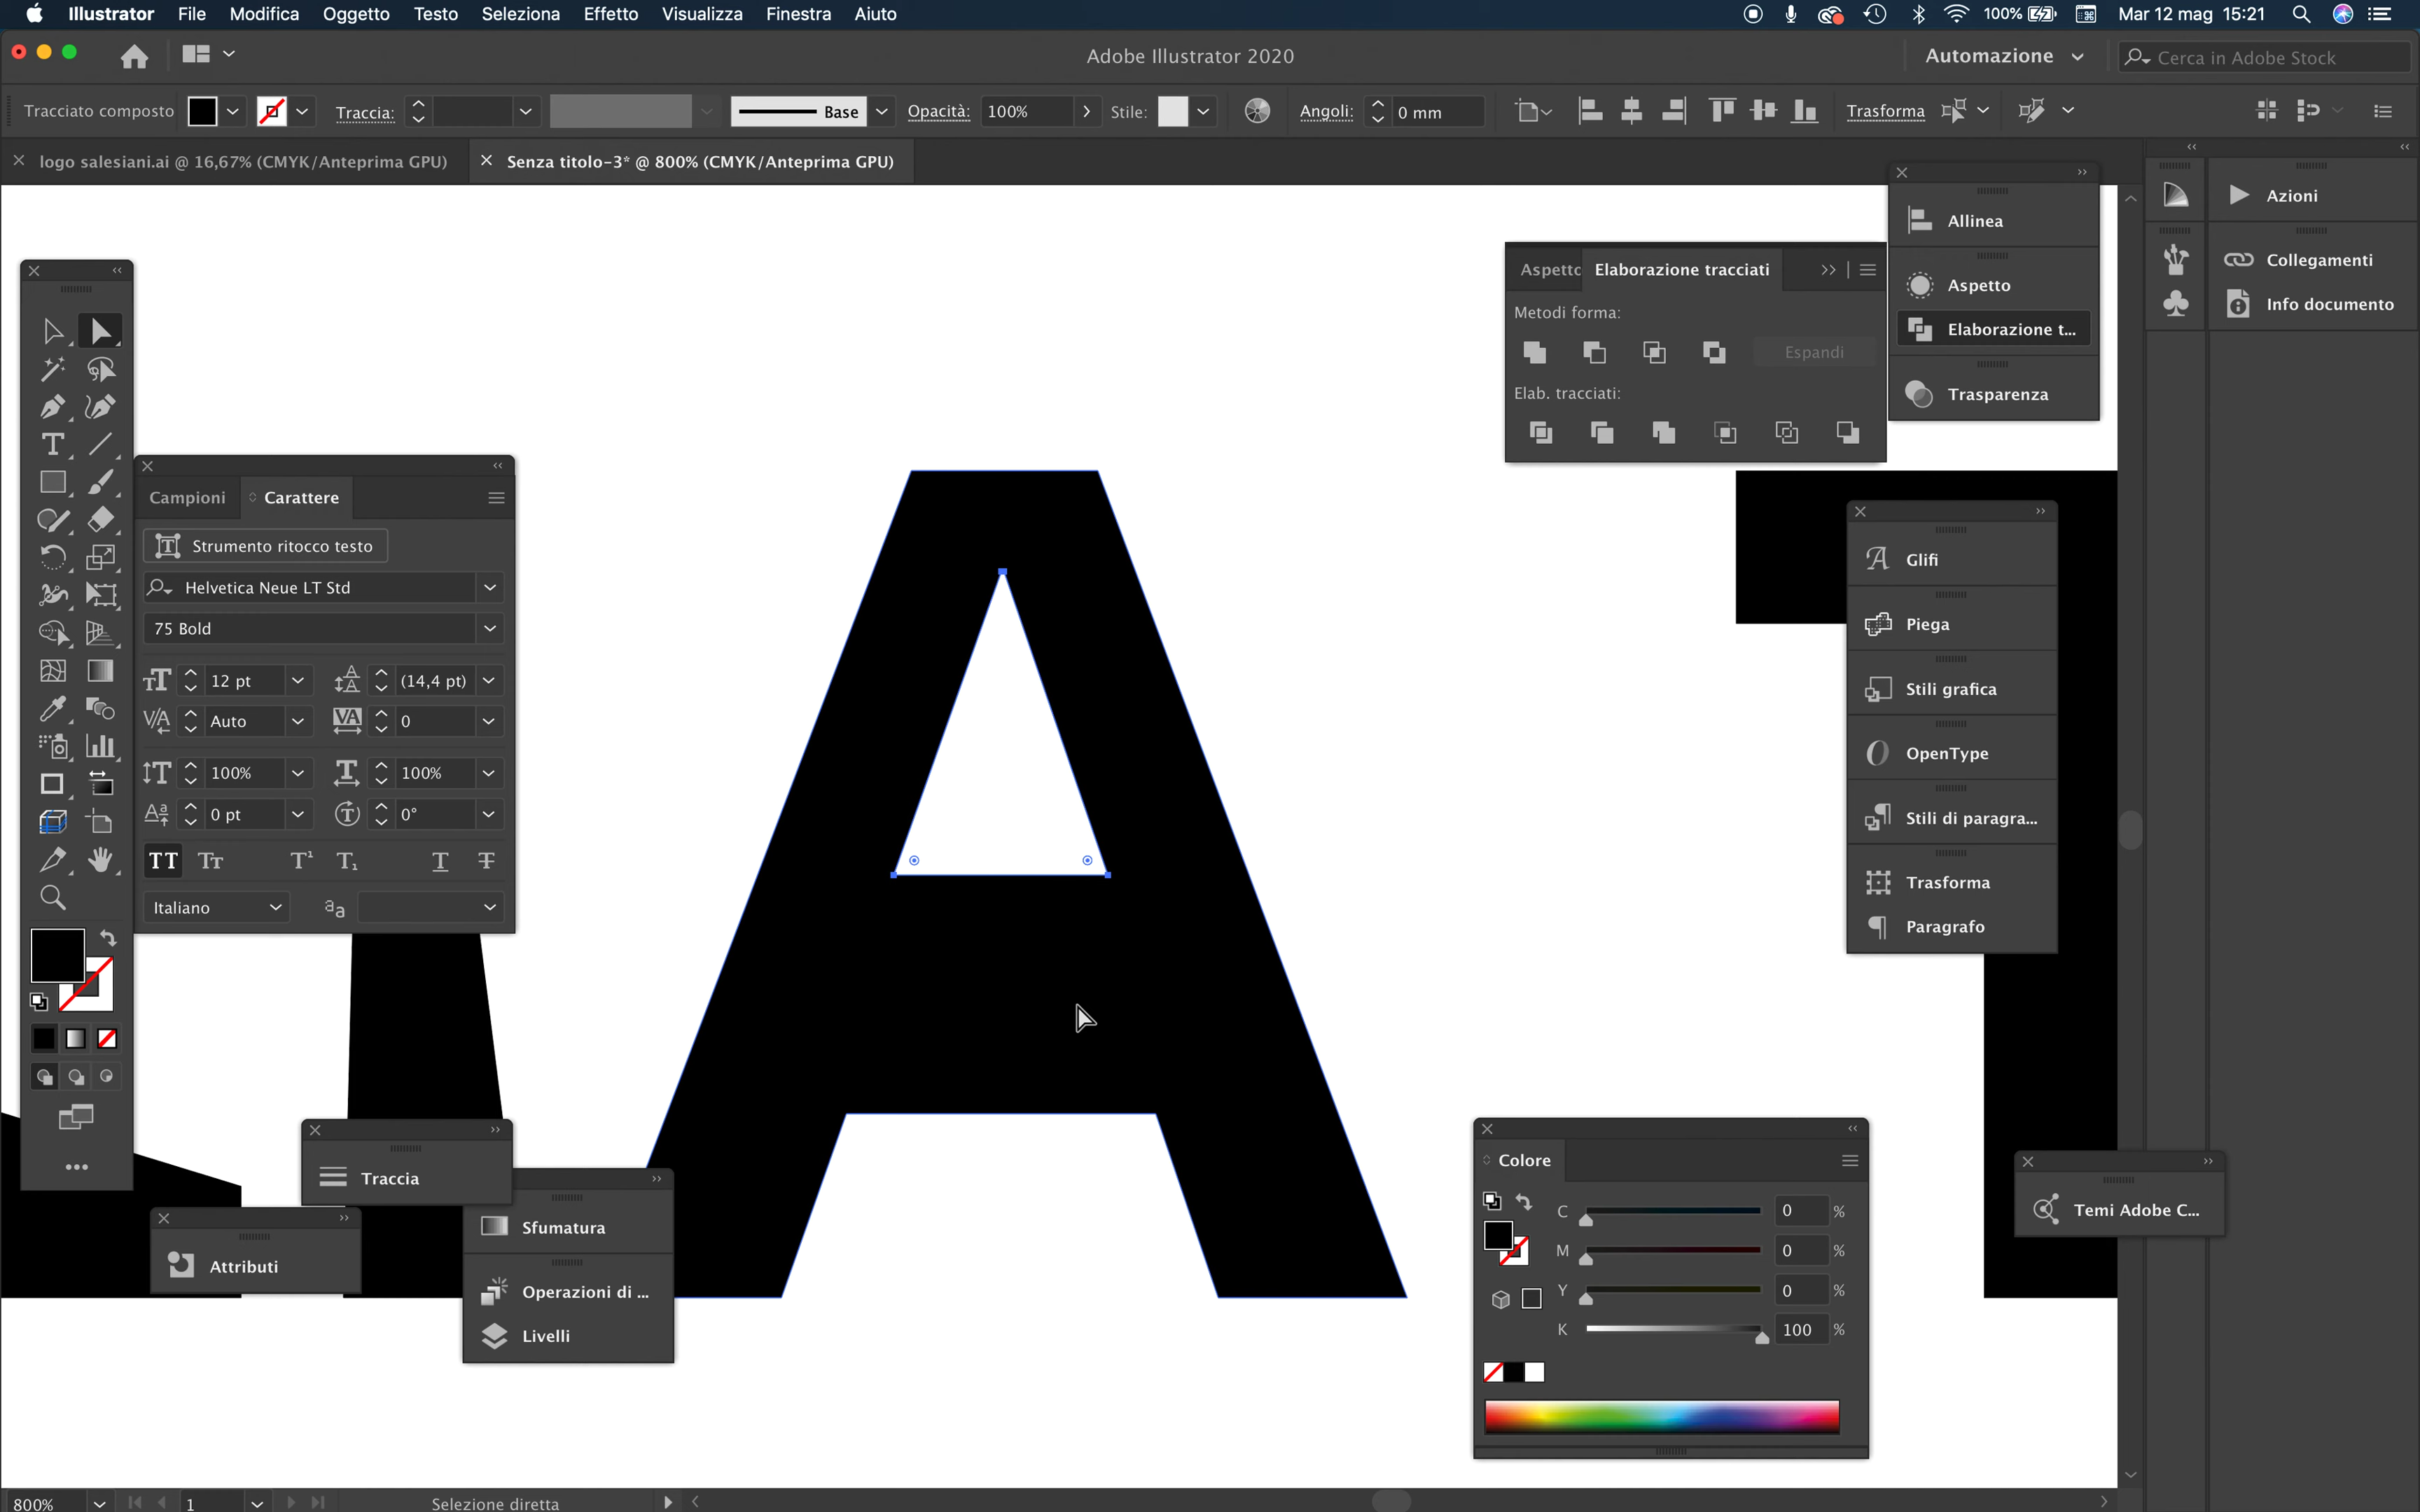 Illustrator File Modifica Oggetto Testo Seleziona Effetto Visualizza Finestra Aiuto 100% Mar 12 mag 15:21
Adobe Illustrator 2020 Automazione Cerca in Adobe Stock
Tracciato composto Traccia: Base Opacità: 100% Stile: Angoli: 0 mm Trasforma
logo salesiani.ai @ 16,67% (CMYK/Anteprima GPU) Senza titolo-3* @ 800% (CMYK/Anteprima GPU)
Azioni
Collegamenti
Info documento
Allinea
Aspetto
Elaborazione t...
Trasparenza
Aspetto Elaborazione tracciati
Metodi forma:
Espandi
Elab. tracciati:
Campioni Carattere
Strumento ritocco testo
Helvetica Neue LT Std
75 Bold
12 pt (14,4 pt)
Auto 0
100% 100%
0 pt 0°
Italiano
A
Glifi
Piega
Stili grafica
OpenType
Stili di paragra...
Trasforma
Paragrafo
Traccia
Attributi
Sfumatura
Operazioni di ...
Livelli
Colore
C 0 %
M 0 %
Y 0 %
K 100 %
Temi Adobe C...
800% 1 Selezione diretta